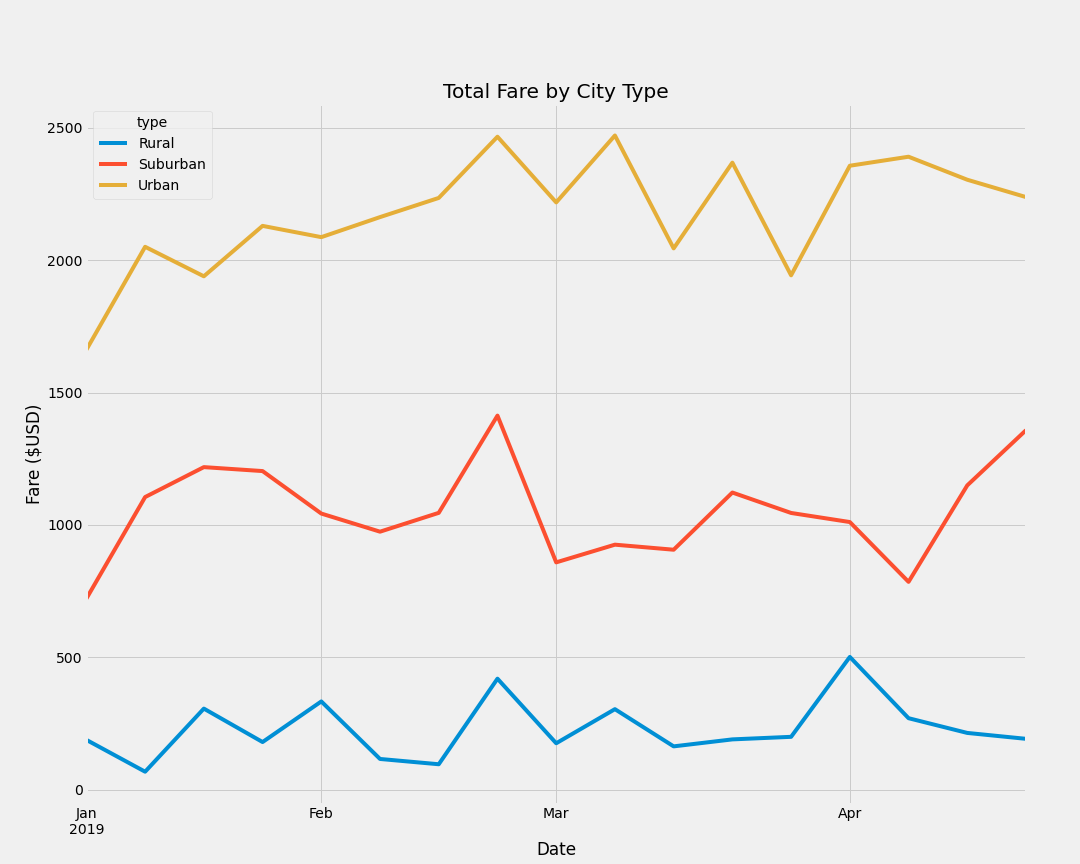 Total Fare by City Type
type
Rural
Suburban
Urban
2500
2000
1500
1000
500
0
Fare ($USD)
Jan
2019
Feb
Mar
Apr
Date